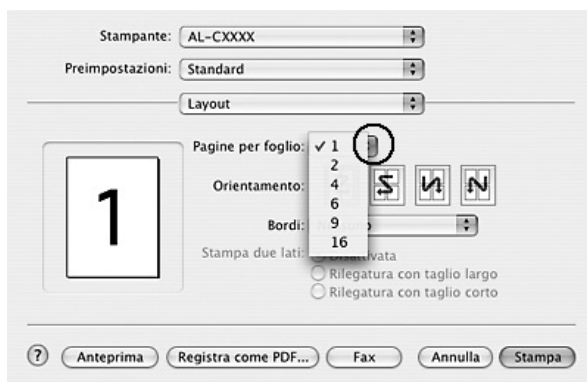 Stampante: AL-CXXXX
Preimpostazioni: Standard
Layout
1
Pagine per foglio: ✓ 1
2
Orientamento:
4
6
Bordi: 9
16
Stampa due lati:
Rilegatura con taglio largo
Rilegatura con taglio corto
? Anteprima Registra come PDF... Fax Annulla Stampa